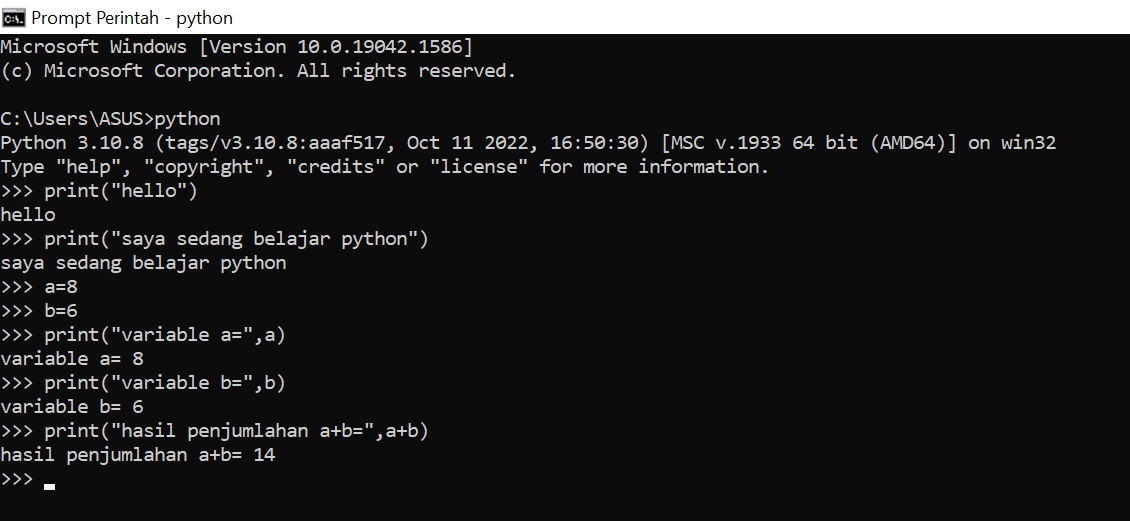 Prompt Perintah - python
Microsoft Windows [Version 10.0.19042.1586]
(c) Microsoft Corporation. All rights reserved.
C:\Users\ASUS>python
Python 3.10.8 (tags/v3.10.8:aaaf517, Oct 11 2022, 16:50:30) [MSC v.1933 64 bit (AMD64)] on win32
Type "help", "copyright", "credits" or "license" for more information.
>>> print("hello")
hello
>>> print("saya sedang belajar python")
saya sedang belajar python
>>> a=8
>>> b=6
>>> print("variable a=",a)
variable a= 8
>>> print("variable b=",b)
variable b= 6
>>> print("hasil penjumlahan a+b=",a+b)
hasil penjumlahan a+b= 14
>>>